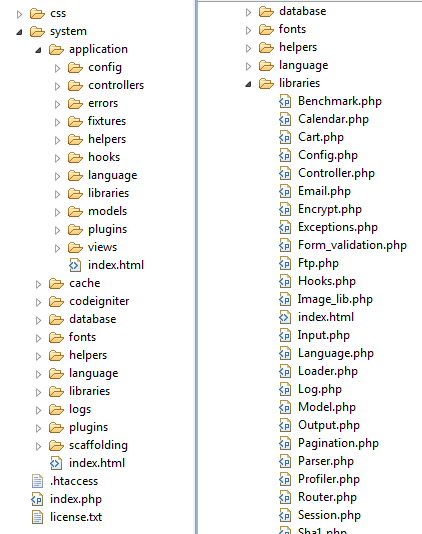 css
system
application
config
controllers
errors
fixtures
helpers
hooks
language
libraries
models
plugins
views
index.html
cache
codeigniter
database
fonts
helpers
language
libraries
logs
plugins
scaffolding
index.html
.htaccess
index.php
license.txt
database
fonts
helpers
language
libraries
Benchmark.php
Calendar.php
Cart.php
Config.php
Controller.php
Email.php
Encrypt.php
Exceptions.php
Form_validation.php
Ftp.php
Hooks.php
Image_lib.php
index.html
Input.php
Language.php
Loader.php
Log.php
Model.php
Output.php
Pagination.php
Parser.php
Profiler.php
Router.php
Session.php
Sha1.php